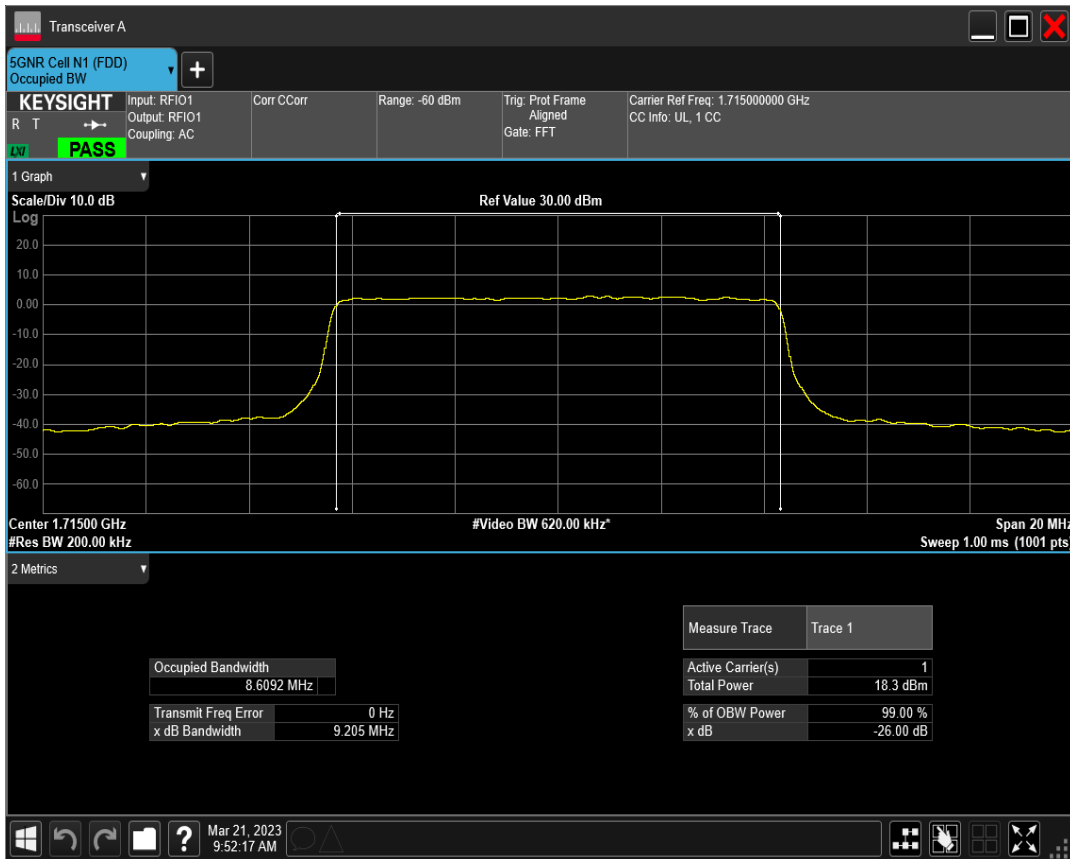 Transceiver A
5GNR Cell N1 (FDD)
Occupied BW
+
KEYSIGHT
R T
LXI
PASS
Input: RFIO1
Output: RFIO1
Coupling: AC
Corr CCorr
Range: -60 dBm
Trig: Prot Frame
Aligned
Gate: FFT
Carrier Ref Freq: 1.715000000 GHz
CC Info: UL, 1 CC
1 Graph
Scale/Div 10.0 dB
Ref Value 30.00 dBm
Log
20.0
10.0
0.00
-10.0
-20.0
-30.0
-40.0
-50.0
-60.0
Center 1.71500 GHz
#Video BW 620.00 kHz*
Span 20 MHz
#Res BW 200.00 kHz
Sweep 1.00 ms (1001 pts)
2 Metrics
Measure Trace Trace 1
Occupied Bandwidth
8.6092 MHz
Active Carrier(s) 1
Total Power 18.3 dBm
Transmit Freq Error 0 Hz
x dB Bandwidth 9.205 MHz
% of OBW Power 99.00 %
x dB -26.00 dB
?
Mar 21, 2023
9:52:17 AM